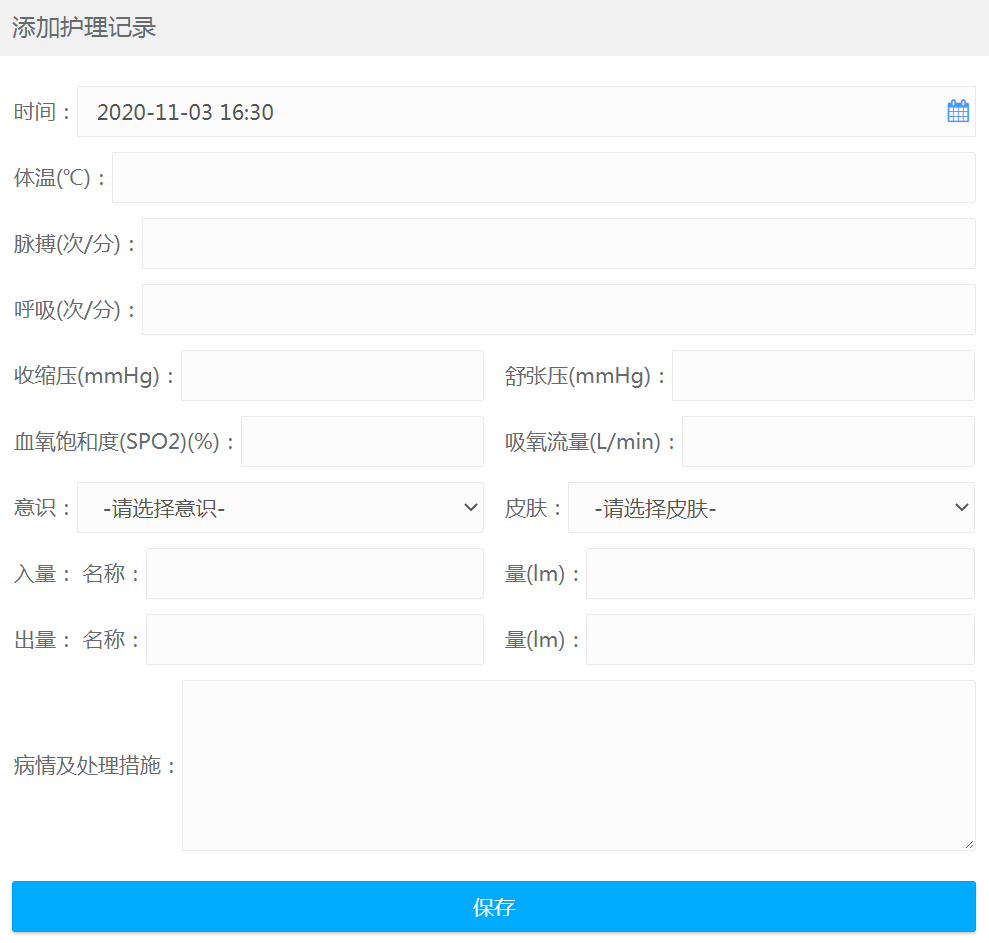 添加护理记录
时间： 2020-11-03 16:30
体温(℃)：
脉搏(次/分)：
呼吸(次/分)：
收缩压(mmHg)： 舒张压(mmHg)：
血氧饱和度(SPO2)(%)： 吸氧流量(L/min)：
意识： -请选择意识- 皮肤： -请选择皮肤-
入量： 名称： 量(lm)：
出量： 名称： 量(lm)：
病情及处理措施：
保存